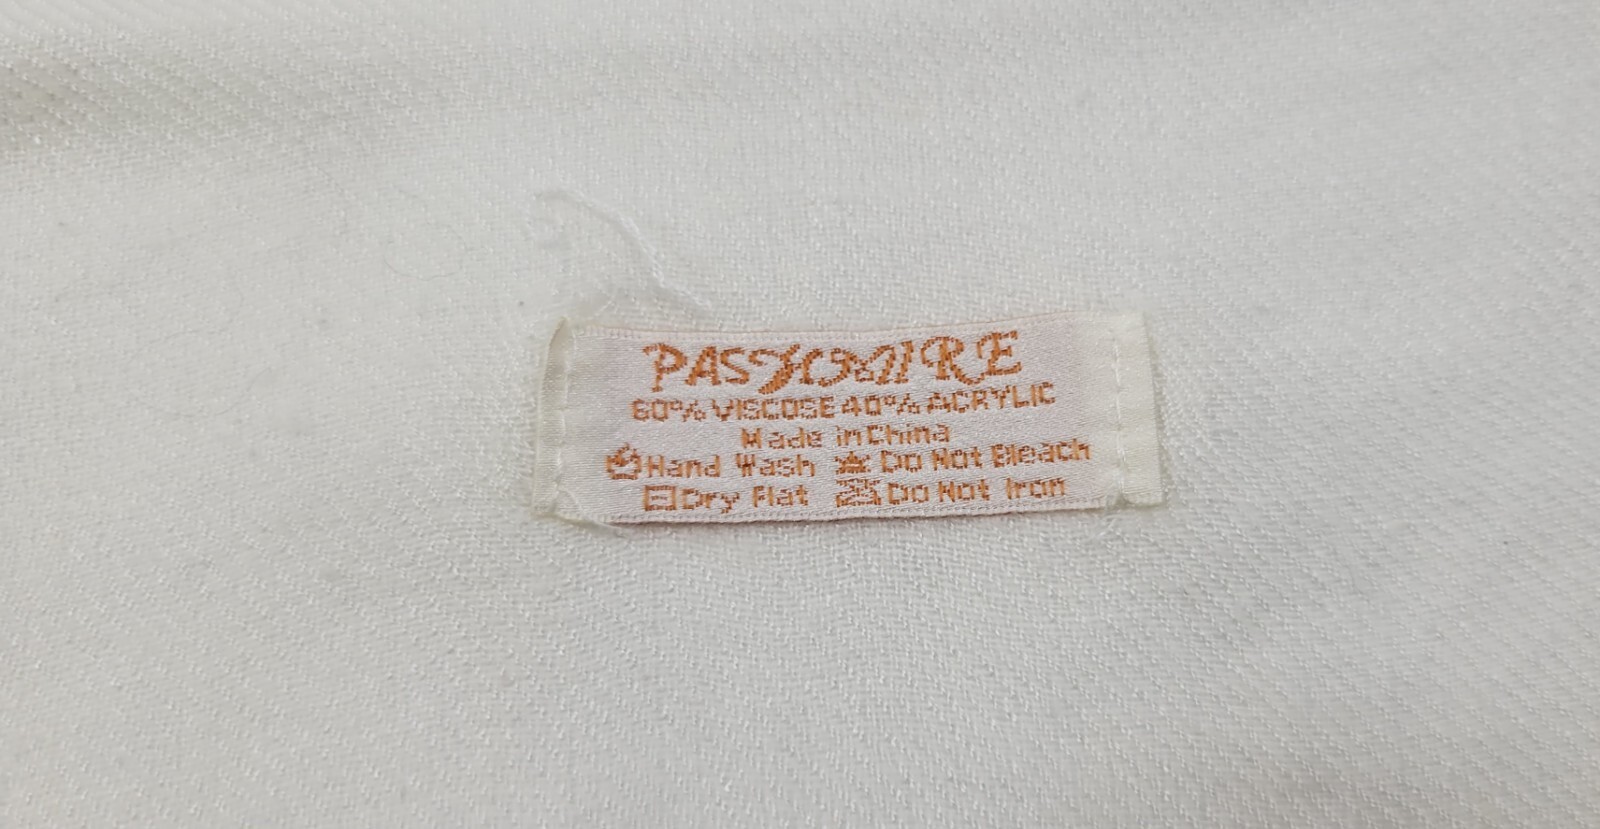 PASHMIRE
60% VISCOSE 40% ACRYLIC
Made in China
Hand Wash Do Not Bleach
Dry Flat Do Not Iron